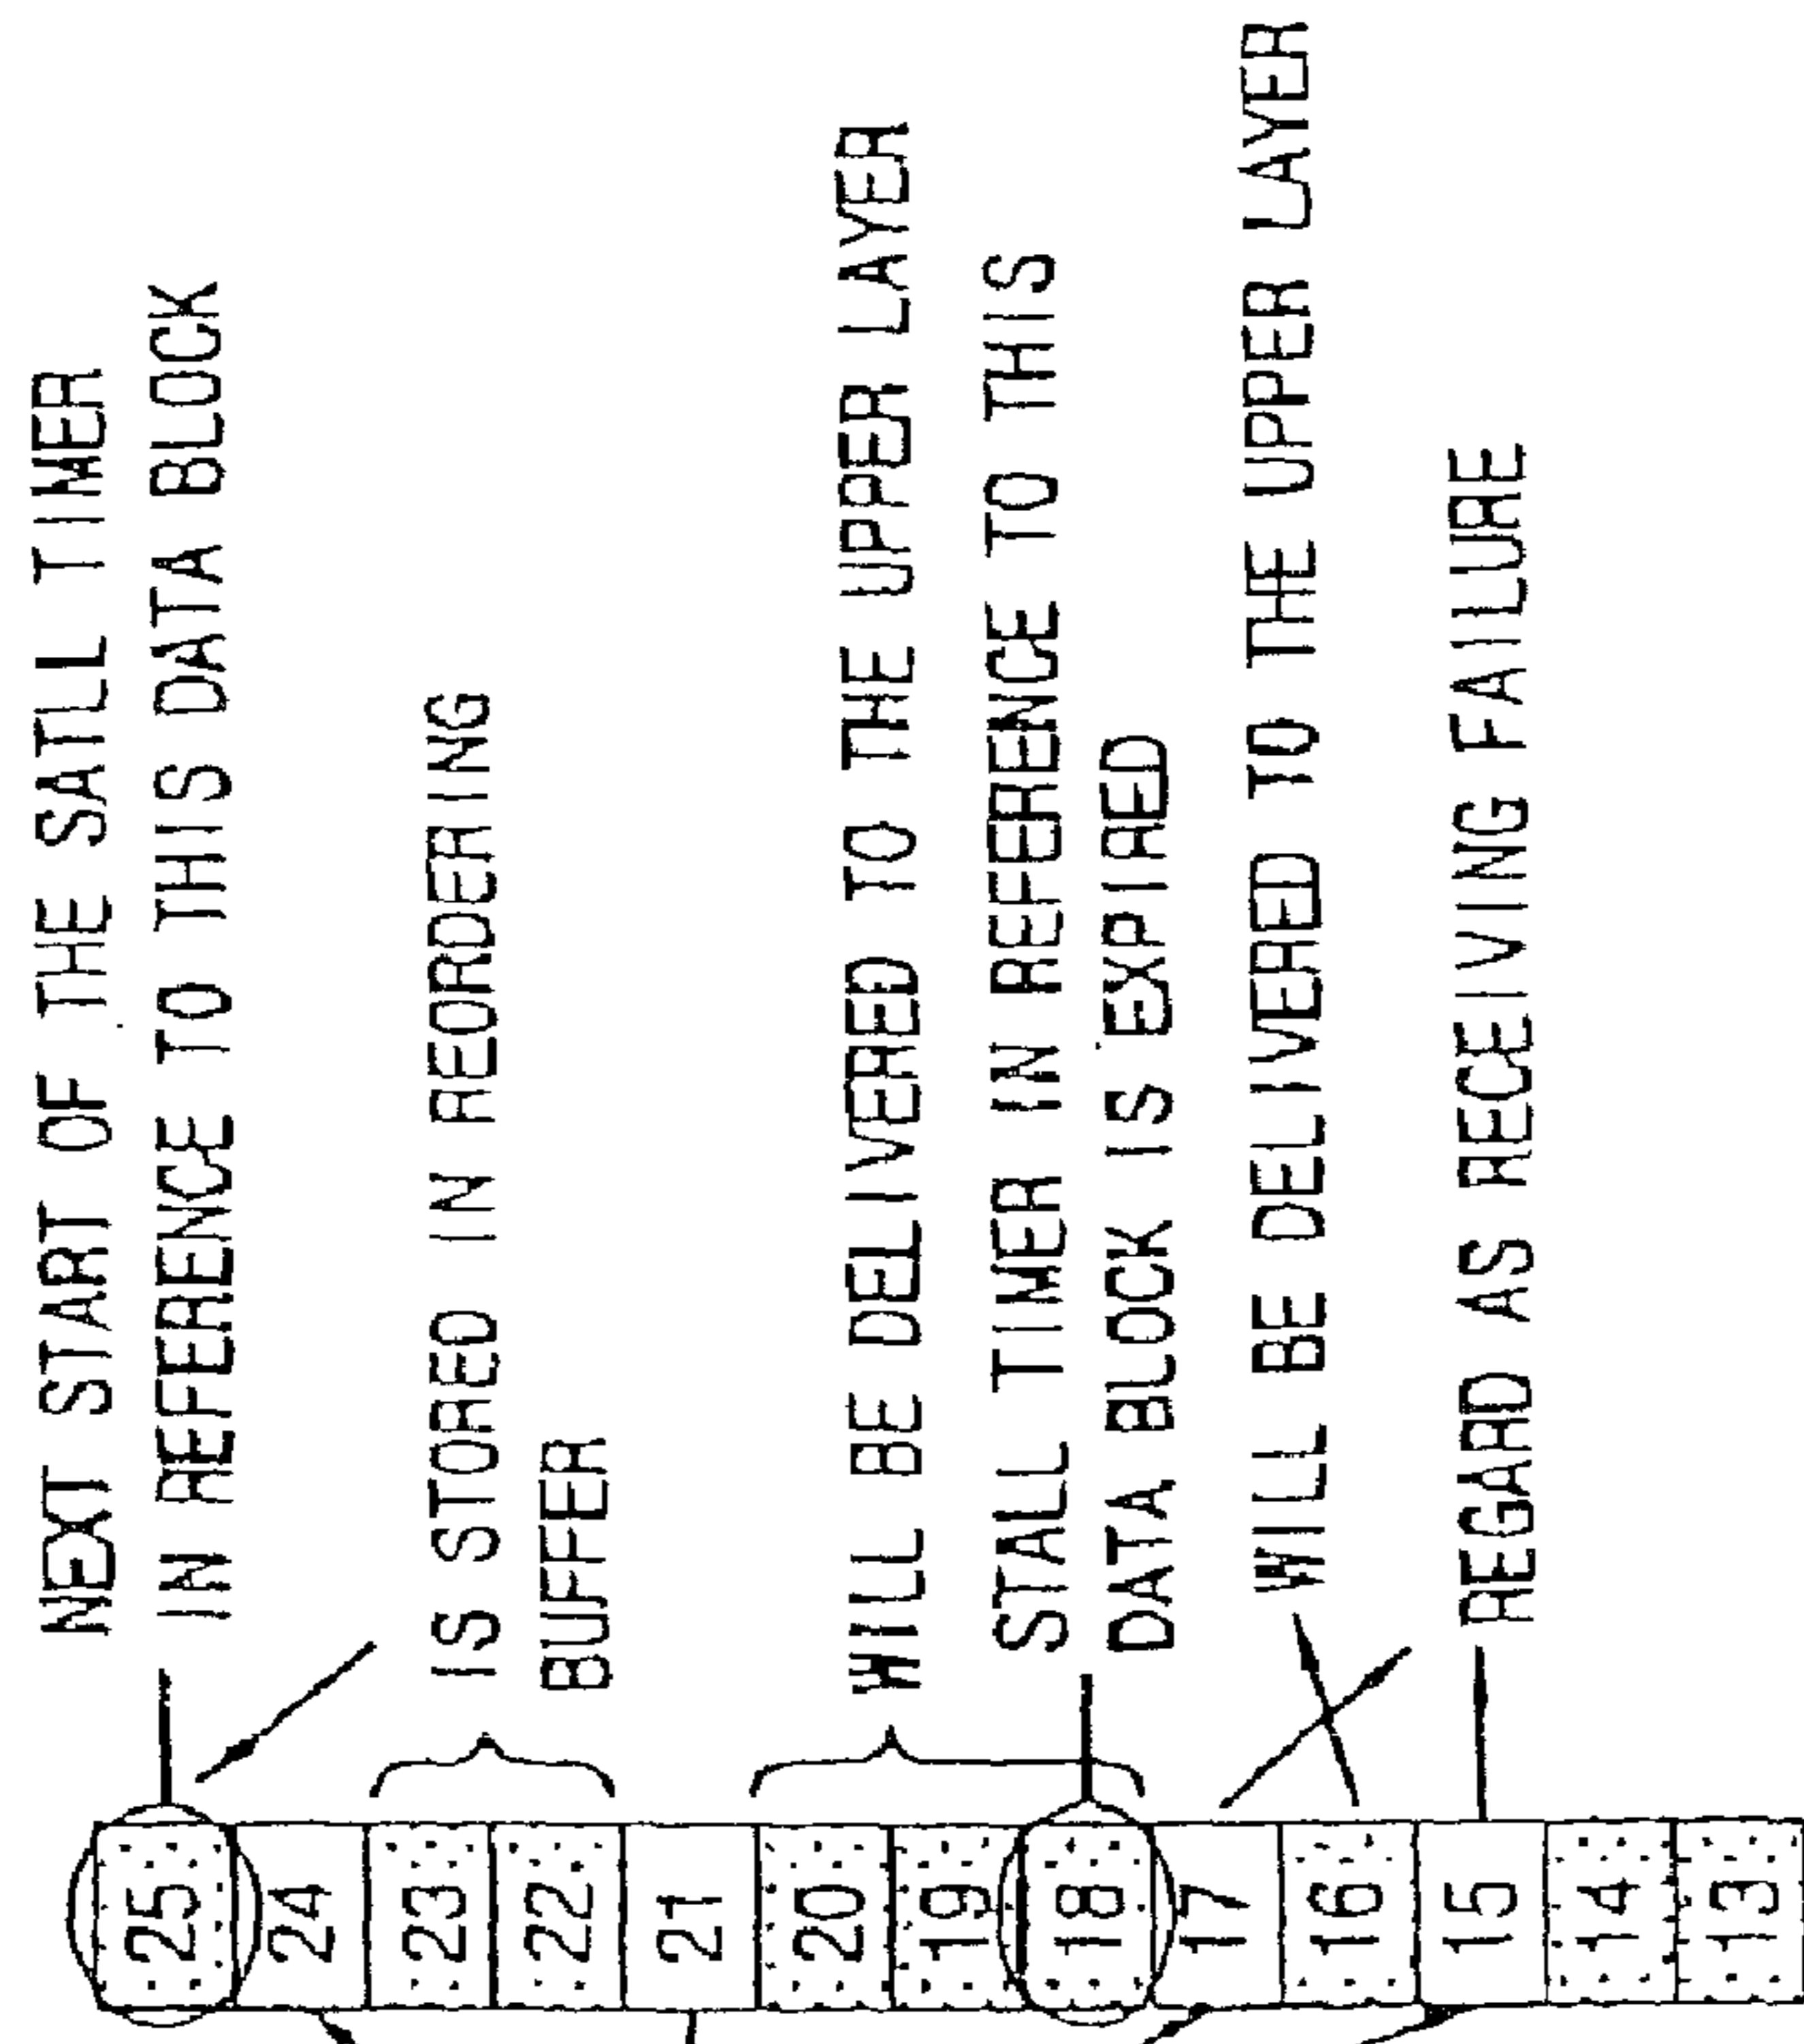 NEXT START OF THE SATLL TIMER
IN REFERENCE TO THIS DATA BLOCK
IS STORED IN REORDERING
BUFFER
WILL BE DELIVERED TO THE UPPER LAYER
STALL TIMER IN REFERENCE TO THIS
DATA BLOCK IS EXPIRED
WILL BE DELIVERED TO THE UPPER LAYER
REGARD AS RECEIVING FAILURE
25
24
23
22
21
20
19
18
17
16
15
14
13